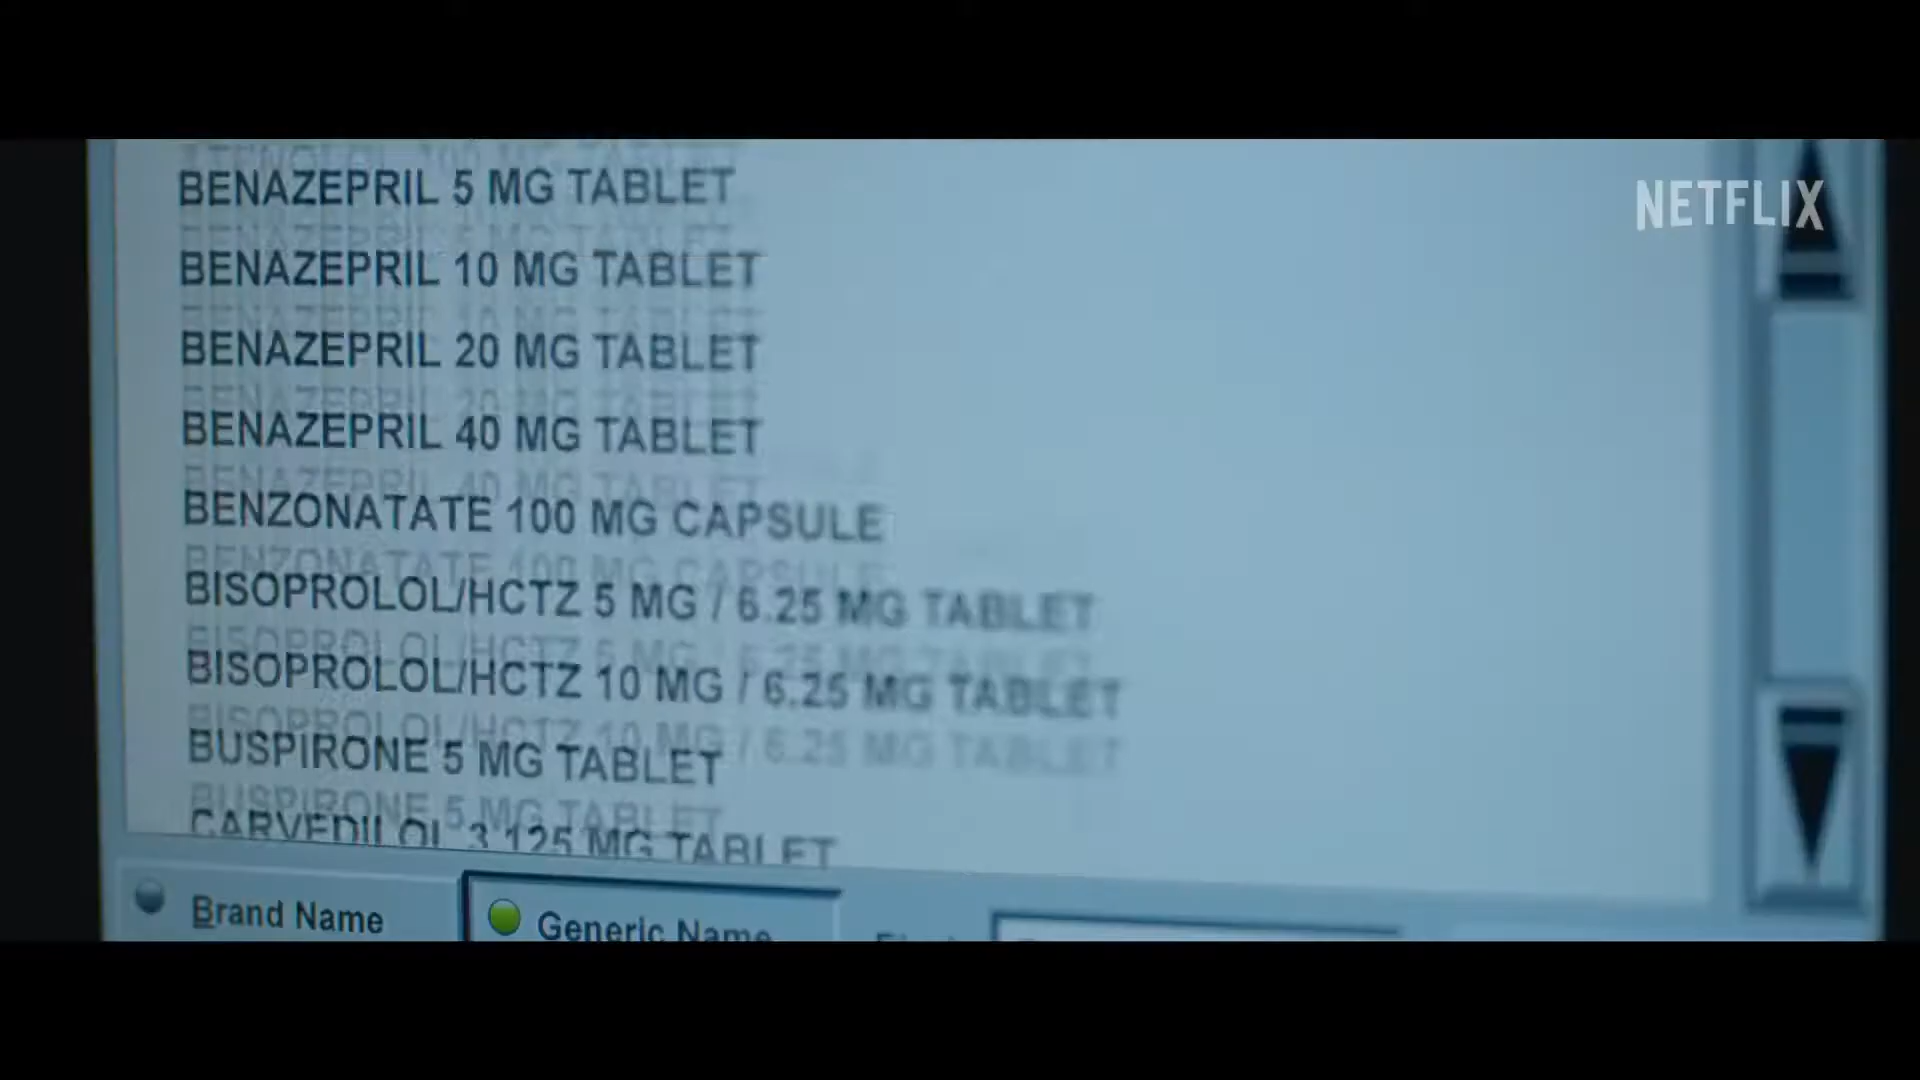 BENAZEPRIL 5 MG TABLET
NETFLIX
BENAZEPRIL 10 MG TABLET
BENAZEPRIL 20 MG TABLET
BENAZEPRIL 40 MG TABLET
BENZONATATE 100 MG CAPSULE
BISOPROLOL/HCTZ 5 MG / 6.25 MG TABLET
BISOPROLOL/HCTZ 10 MG / 6.25 MG TABLET
BUSPIRONE 5 MG TABLET
CARVEDILOL 3.125 MG TABLET
Brand Name
Generic Name